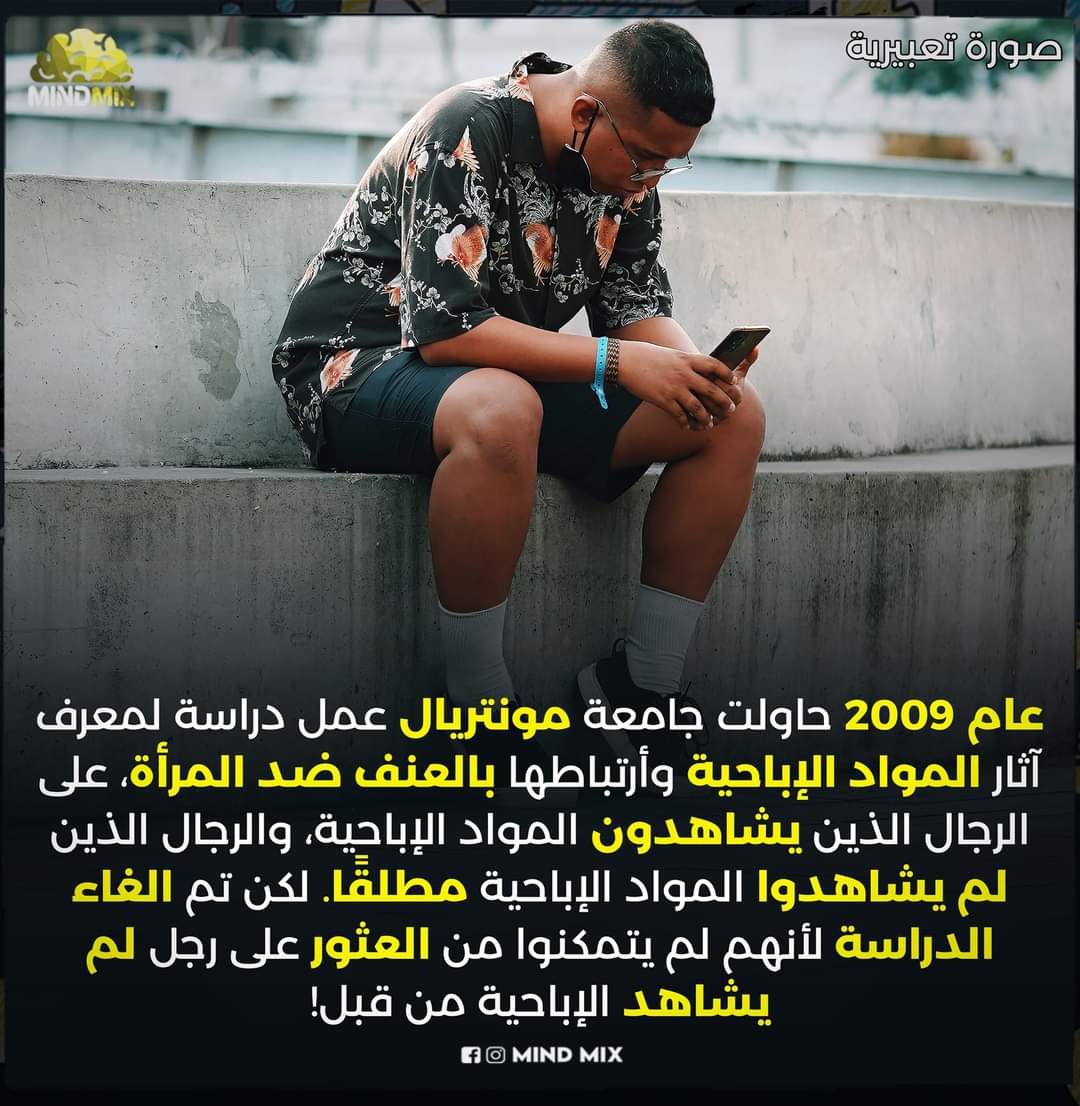 صورة تعبيرية
MINDMIX
عام 2009 حاولت جامعة مونتريال عمل دراسة لمعرف
آثار المواد الإباحية وأرتباطها بالعنف ضد المرأة، على
الرجال الذين يشاهدون المواد الإباحية، والرجال الذين
لم يشاهدوا المواد الإباحية مطلقًا. لكن تم الغاء
الدراسة لأنهم لم يتمكنوا من العثور على رجل لم
يشاهد الإباحية من قبل!
MIND MIX